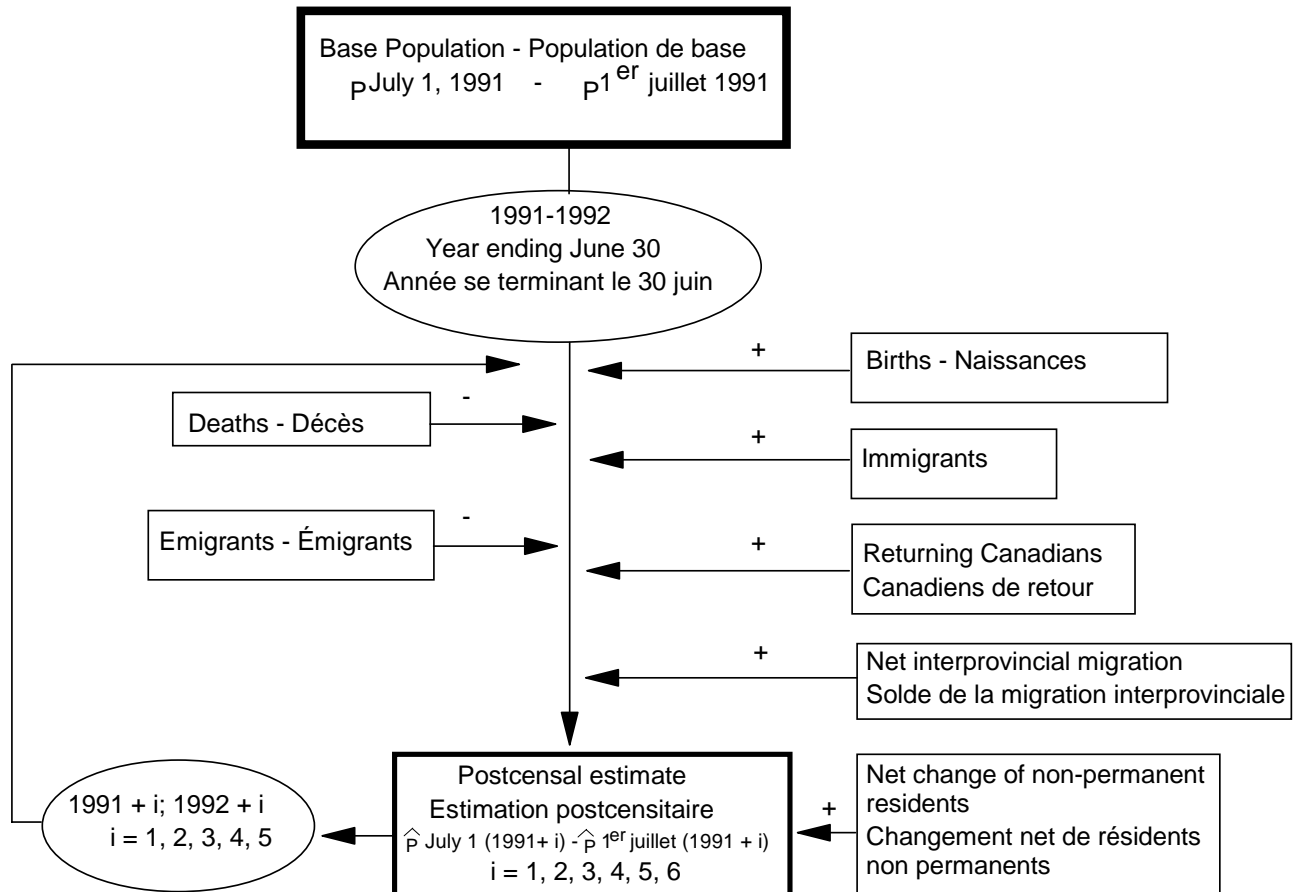 Base Population - Population de base
P July 1, 1991 - P 1er juillet 1991
1991-1992
Year ending June 30
Année se terminant le 30 juin
+
Births - Naissances
-
Deaths - Décès
+
Immigrants
-
Emigrants - Émigrants
+
Returning Canadians
Canadiens de retour
+
Net interprovincial migration
Solde de la migration interprovinciale
Postcensal estimate
Estimation postcensitaire
P̂ July 1 (1991+ i) - P̂ 1er juillet (1991 + i)
i = 1, 2, 3, 4, 5, 6
+
Net change of non-permanent
residents
Changement net de résidents
non permanents
1991 + i; 1992 + i
i = 1, 2, 3, 4, 5